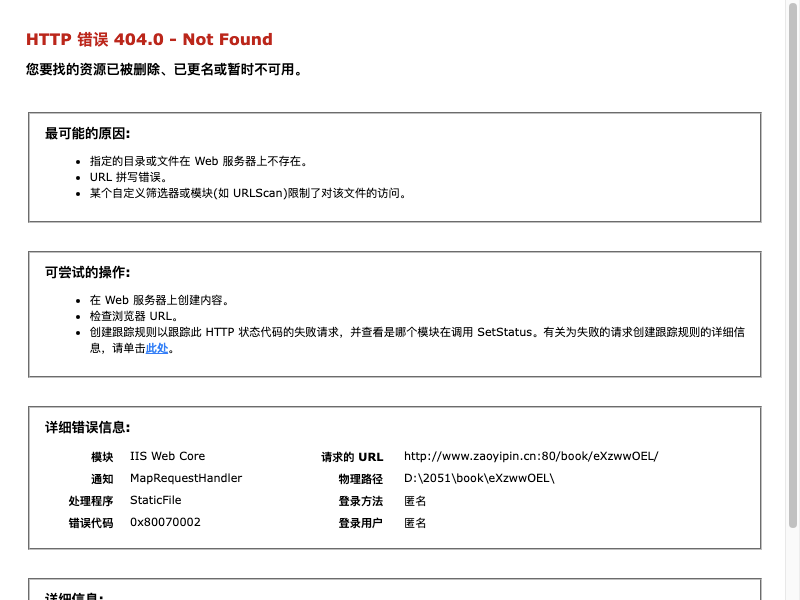 HTTP 错误 404.0 - Not Found
您要找的资源已被删除、已更名或暂时不可用。
最可能的原因:
指定的目录或文件在 Web 服务器上不存在。
URL 拼写错误。
某个自定义筛选器或模块(如 URLScan)限制了对该文件的访问。
可尝试的操作:
在 Web 服务器上创建内容。
检查浏览器 URL。
创建跟踪规则以跟踪此 HTTP 状态代码的失败请求，并查看是哪个模块在调用 SetStatus。有关为失败的请求创建跟踪规则的详细信
息，请单击此处。
详细错误信息:
模块 IIS Web Core 请求的 URL http://www.zaoyipin.cn:80/book/eXzwwOEL/
通知 MapRequestHandler 物理路径 D:\2051\book\eXzwwOEL\
处理程序 StaticFile 登录方法 匿名
错误代码 0x80070002 登录用户 匿名
详细信息: